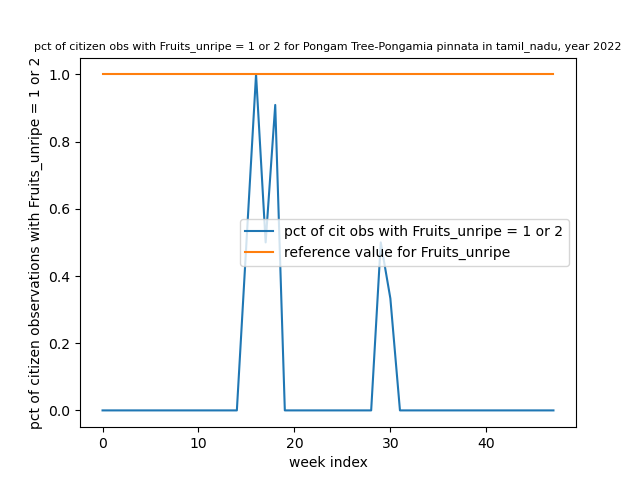 pct of citizen obs with Fruits_unripe = 1 or 2 for Pongam Tree-Pongamia pinnata in tamil_nadu, year 2022
pct of citizen observations with Fruits_unripe = 1 or 2
1.0
0.8
0.6
0.4
0.2
0.0
pct of cit obs with Fruits_unripe = 1 or 2
reference value for Fruits_unripe
0 10 20 30 40
week index